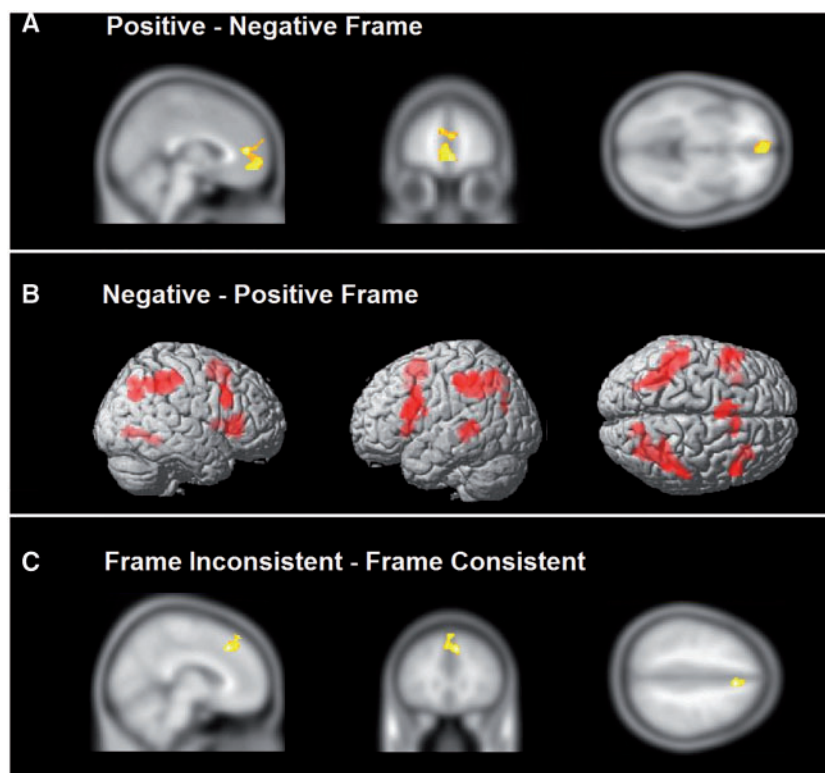 A Positive - Negative Frame
B Negative - Positive Frame
C Frame Inconsistent - Frame Consistent